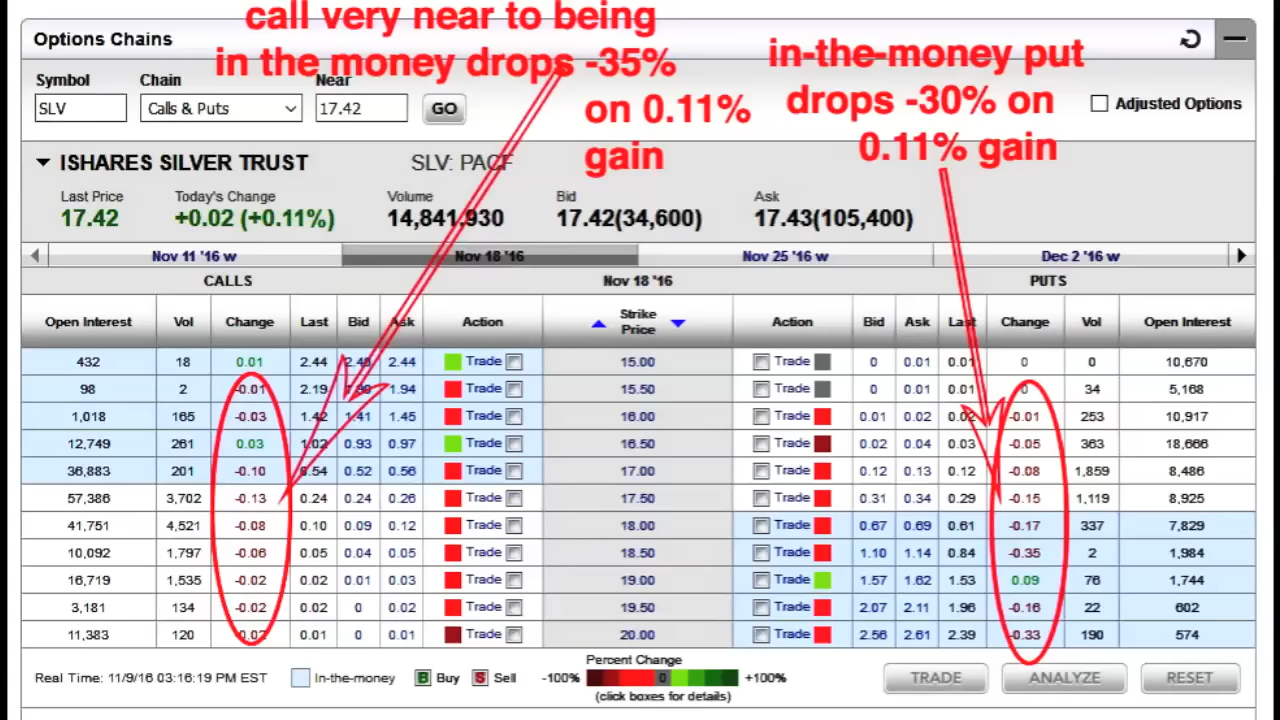 call very near to being
in the money drops -35%
on 0.11%
gain
in-the-money put
drops -30% on
0.11% gain
Options Chains
Symbol Chain Near
SLV Calls & Puts 17.42 GO Adjusted Options
ISHARES SILVER TRUST SLV: PACF
Last Price Today's Change Volume Bid Ask
17.42 +0.02 (+0.11%) 14,841,930 17.42(34,600) 17.43(105,400)
Nov 11 '16 w Nov 18 '16 Nov 25 '16 w Dec 2 '16 w
CALLS Nov 18 '16 PUTS
Open Interest Vol Change Last Bid Ask Action Strike Price Action Bid Ask Last Change Vol Open Interest
432 18 0.01 2.44 2.44 Trade 15.00 Trade 0 0.01 0.01 0 0 10,670
98 2 -0.01 2.19 1.94 Trade 15.50 Trade 0 0.01 0.01 0 34 5,168
1,018 165 -0.03 1.42 1.41 1.45 Trade 16.00 Trade 0.01 0.02 0.02 -0.01 253 10,917
12,749 261 0.03 1.02 0.93 0.97 Trade 16.50 Trade 0.02 0.04 0.03 -0.05 363 18,666
36,883 201 -0.10 0.54 0.52 0.56 Trade 17.00 Trade 0.12 0.13 0.12 -0.08 1,859 8,486
57,386 3,702 -0.13 0.24 0.24 0.26 Trade 17.50 Trade 0.31 0.34 0.29 -0.15 1,119 8,925
41,751 4,521 -0.08 0.10 0.09 0.12 Trade 18.00 Trade 0.67 0.69 0.61 -0.17 337 7,829
10,092 1,797 -0.06 0.05 0.04 0.05 Trade 18.50 Trade 1.10 1.14 0.84 -0.35 2 1,984
16,719 1,535 -0.02 0.02 0.01 0.03 Trade 19.00 Trade 1.57 1.62 1.53 0.09 76 1,744
3,181 134 -0.02 0.02 0 0.02 Trade 19.50 Trade 2.07 2.11 1.96 -0.16 22 602
11,383 120 0.01 0 0.01 Trade 20.00 Trade 2.56 2.61 2.39 -0.33 190 574
Percent Change
Real Time: 11/9/16 03:16:19 PM EST In-the-money B Buy S Sell -100% 0 +100% TRADE ANALYZE RESET
(click boxes for details)